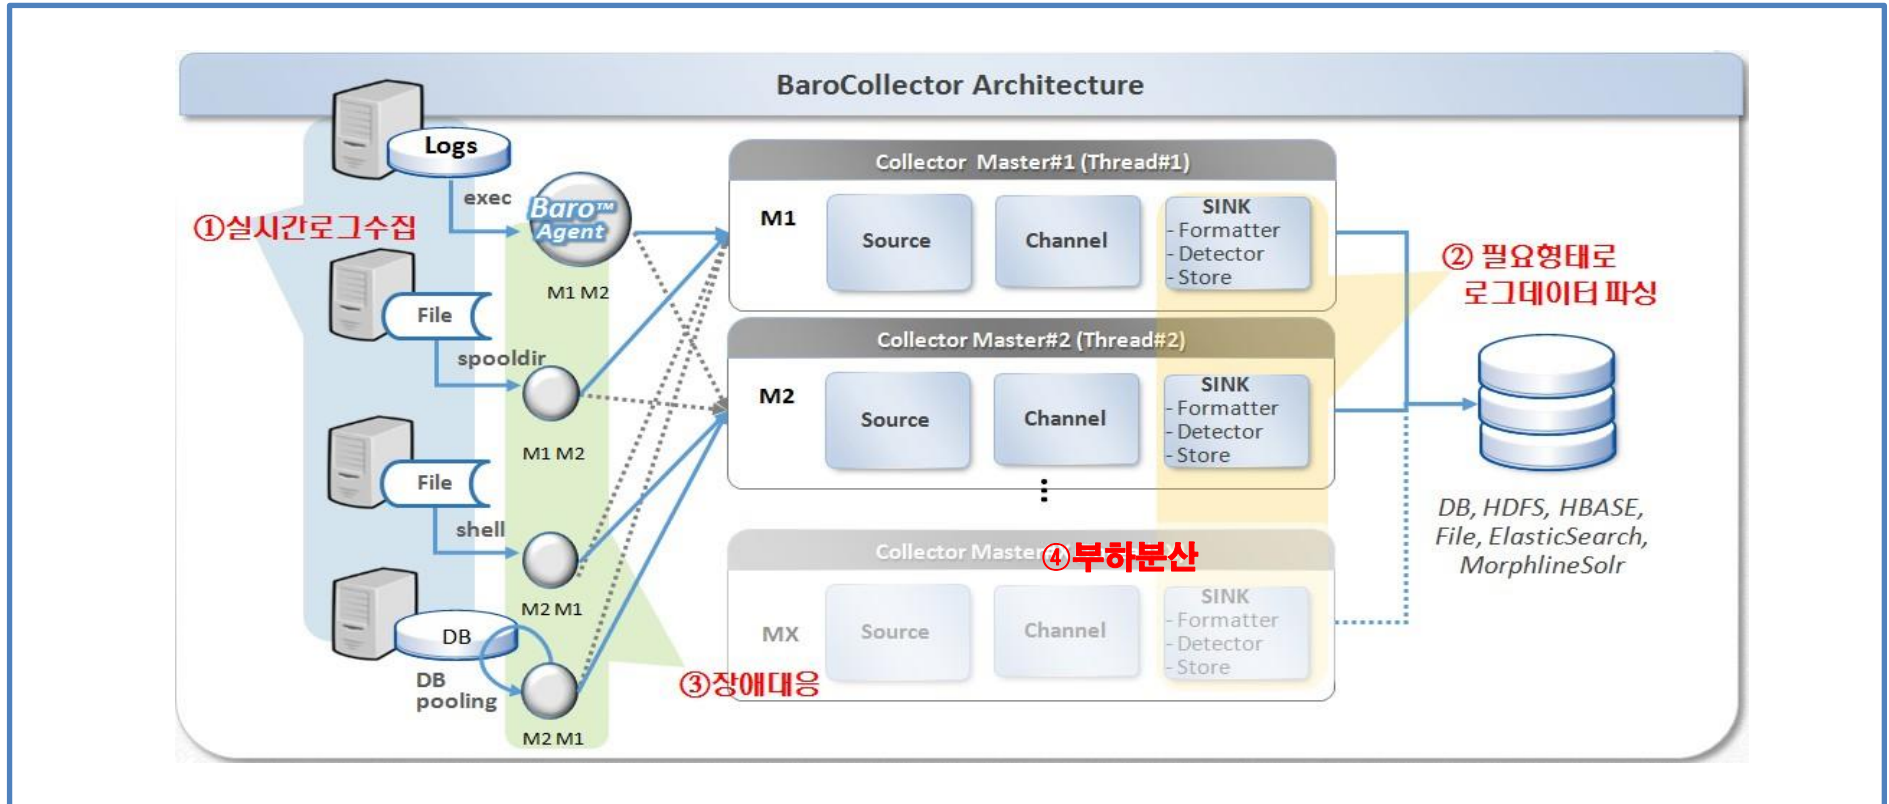 BaroCollector Architecture
Logs
exec
Baro™
Agent
M1 M2
①실시간로그수집
File
spooldir
M1 M2
File
shell
M2 M1
DB
DB
pooling
M2 M1
③장애대응
Collector Master#1 (Thread#1)
M1
Source
Channel
SINK
- Formatter
- Detector
- Store
Collector Master#2 (Thread#2)
M2
Source
Channel
SINK
- Formatter
- Detector
- Store
Collector Master
④부하분산
MX
Source
Channel
SINK
- Formatter
- Detector
- Store
② 필요형태로
로그데이터 파싱
DB, HDFS, HBASE,
File, ElasticSearch,
MorphlineSolr